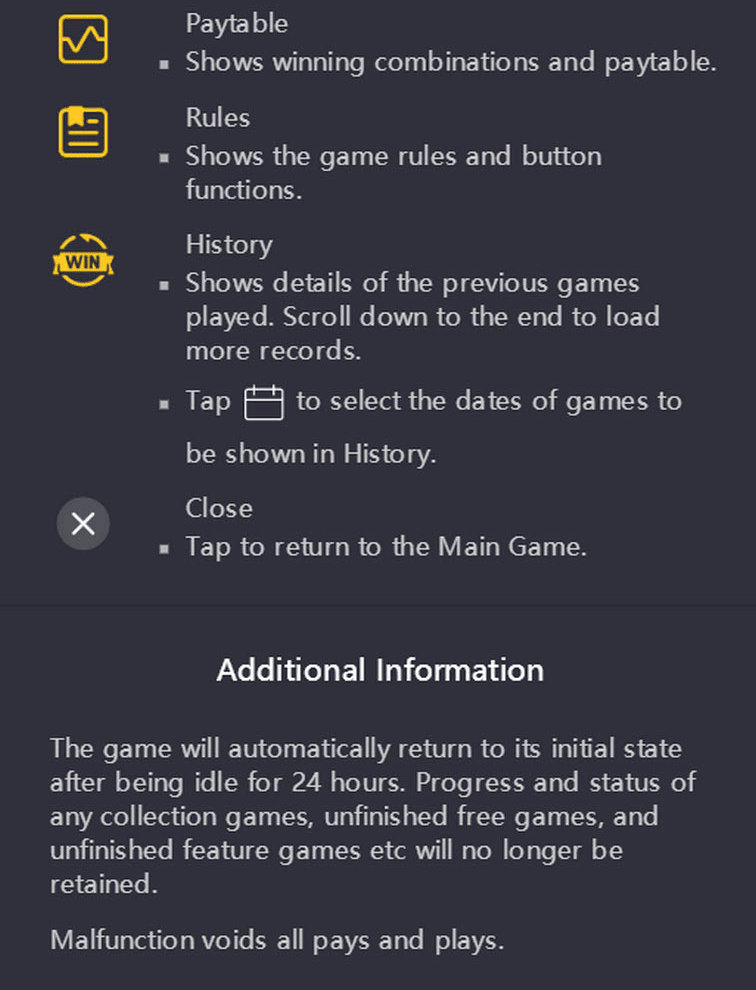 Paytable
▪ Shows winning combinations and paytable.
Rules
▪ Shows the game rules and button
functions.
WIN
History
▪ Shows details of the previous games
played. Scroll down to the end to load
more records.
▪ Tap to select the dates of games to
be shown in History.
Close
▪ Tap to return to the Main Game.
Additional Information
The game will automatically return to its initial state
after being idle for 24 hours. Progress and status of
any collection games, unfinished free games, and
unfinished feature games etc will no longer be
retained.
Malfunction voids all pays and plays.